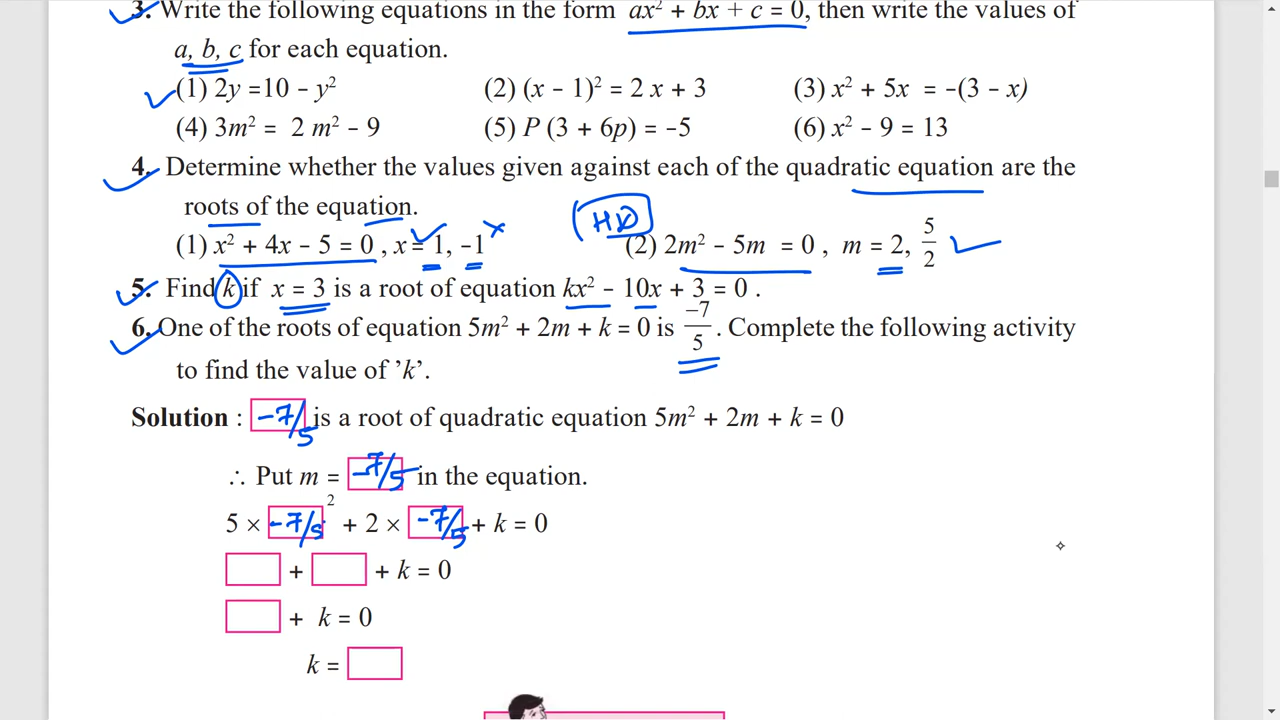 3. Write the following equations in the form ax² + bx + c = 0, then write the values of
a, b, c for each equation.
(1) 2y =10 – y² (2) (x – 1)² = 2 x + 3 (3) x² + 5x = –(3 – x)
(4) 3m² = 2 m² – 9 (5) P (3 + 6p) = –5 (6) x² – 9 = 13
4. Determine whether the values given against each of the quadratic equation are the
roots of the equation.
HW
(1) x² + 4x – 5 = 0 , x = 1, –1 (2) 2m² – 5m = 0 , m = 2, 5/2
5. Find k if x = 3 is a root of equation kx² – 10x + 3 = 0 .
6. One of the roots of equation 5m² + 2m + k = 0 is –7/5 . Complete the following activity
to find the value of ’k’.
Solution : -7/5 is a root of quadratic equation 5m² + 2m + k = 0
∴ Put m = -7/5 in the equation.
5 × -7/5 ² + 2 × -7/5 + k = 0
+ + k = 0
+ k = 0
k =